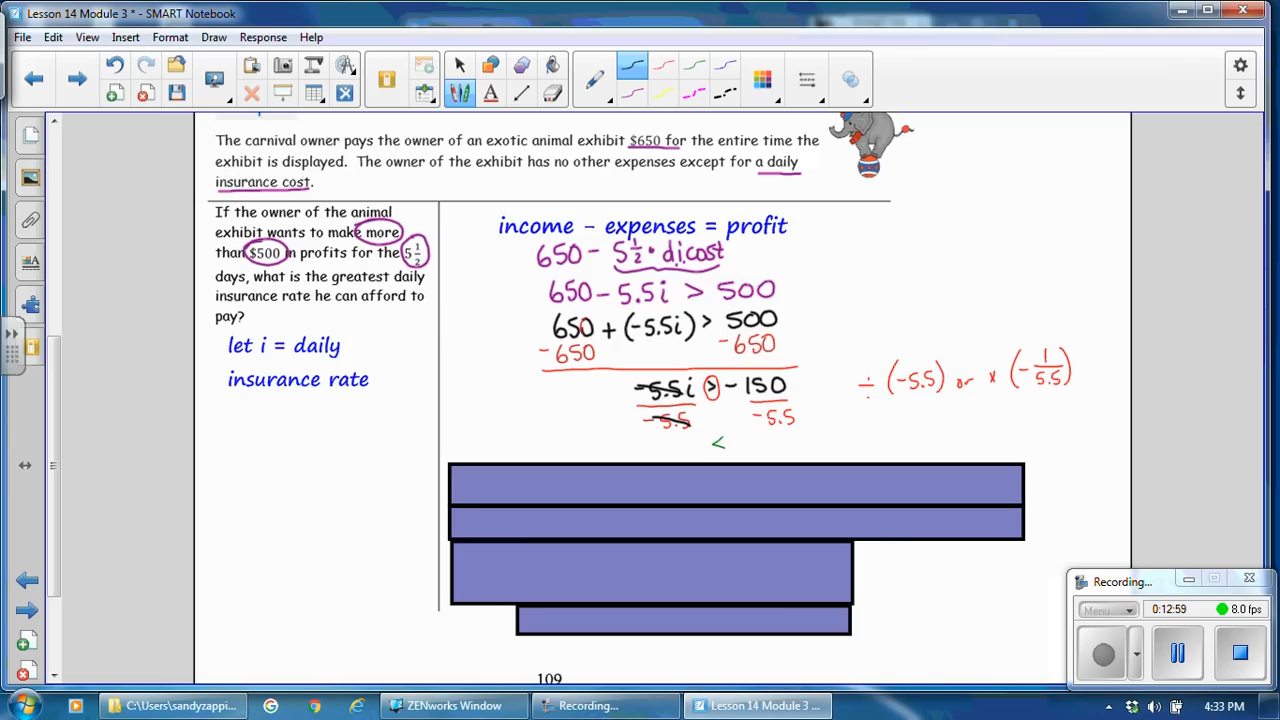 Lesson 14 Module 3 * - SMART Notebook
File Edit View Insert Format Draw Response Help
The carnival owner pays the owner of an exotic animal exhibit $650 for the entire time the
exhibit is displayed. The owner of the exhibit has no other expenses except for a daily
insurance cost.
If the owner of the animal
exhibit wants to make more
than $500 in profits for the 5 1/2
days, what is the greatest daily
insurance rate he can afford to
pay?
let i = daily
insurance rate
income - expenses = profit
650 - 5 1/2 • d.i.cost
650 - 5.5i > 500
650 + (-5.5i) > 500
-650 -650
-5.5i > -150
-5.5 -5.5
<
÷ (-5.5) or × (-1/5.5)
109
Recording...
Menu
0:12:59
8.0 fps
C:\Users\sandyzappi...
ZENworks Window
Recording...
Lesson 14 Module 3 ...
4:33 PM